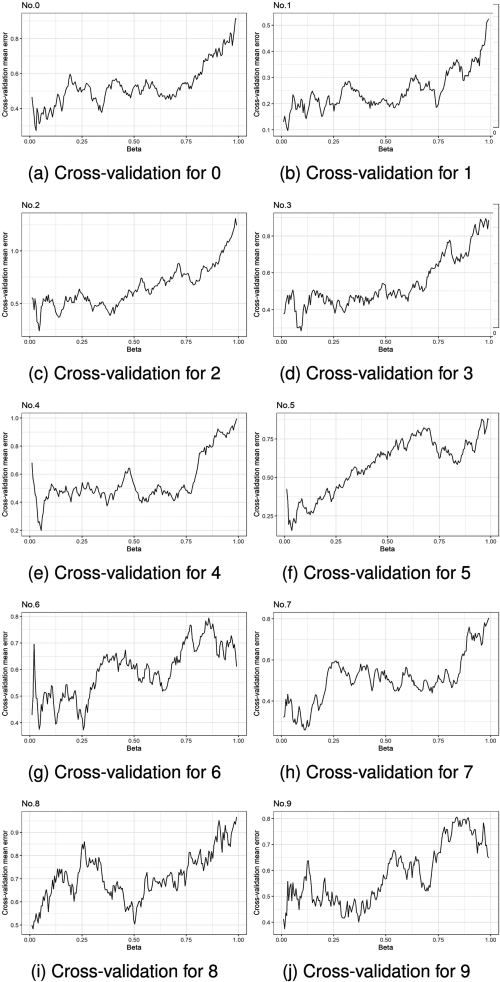 No.0
Cross-validation mean error
0.8
0.6
0.4
0.00 0.25 0.50 0.75 1.00
Beta
(a) Cross-validation for 0
No.1
Cross-validation mean error
0.5
0.4
0.3
0.2
0.1
0.00 0.25 0.50 0.75 1.00
Beta
0
(b) Cross-validation for 1
No.2
Cross-validation mean error
1.0
0.5
0.00 0.25 0.50 0.75 1.00
Beta
(c) Cross-validation for 2
No.3
Cross-validation mean error
0.8
0.6
0.4
0.00 0.25 0.50 0.75 1.00
Beta
0
(d) Cross-validation for 3
No.4
Cross-validation mean error
1.0
0.8
0.6
0.4
0.2
0.00 0.25 0.50 0.75 1.00
Beta
(e) Cross-validation for 4
No.5
Cross-validation mean error
0.75
0.50
0.25
0.00 0.25 0.50 0.75 1.00
Beta
(f) Cross-validation for 5
No.6
Cross-validation mean error
0.8
0.7
0.6
0.5
0.4
0.00 0.25 0.50 0.75 1.00
Beta
(g) Cross-validation for 6
No.7
Cross-validation mean error
0.8
0.6
0.4
0.00 0.25 0.50 0.75 1.00
Beta
(h) Cross-validation for 7
No.8
Cross-validation mean error
0.9
0.8
0.7
0.6
0.5
0.00 0.25 0.50 0.75 1.00
Beta
(i) Cross-validation for 8
No.9
Cross-validation mean error
0.8
0.7
0.6
0.5
0.4
0.00 0.25 0.50 0.75 1.00
Beta
(j) Cross-validation for 9